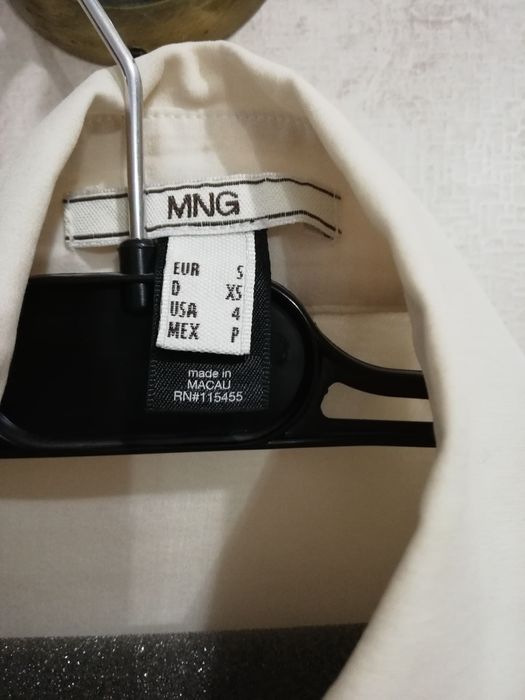 MNG
EUR S
D XS
USA 4
MEX P
made in
MACAU
RN#115455